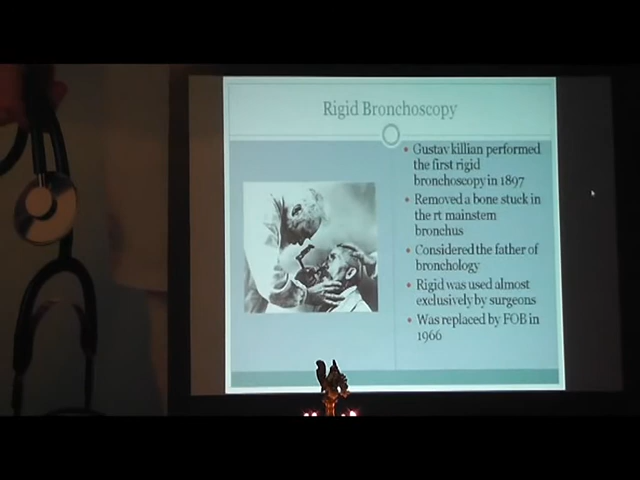 Rigid Bronchoscopy
Gustav killian performed
the first rigid
bronchoscopy in 1897
Removed a bone stuck in
the rt mainstem
bronchus
Considered the father of
bronchology
Rigid was used almost
exclusively by surgeons
Was replaced by FOB in
1966